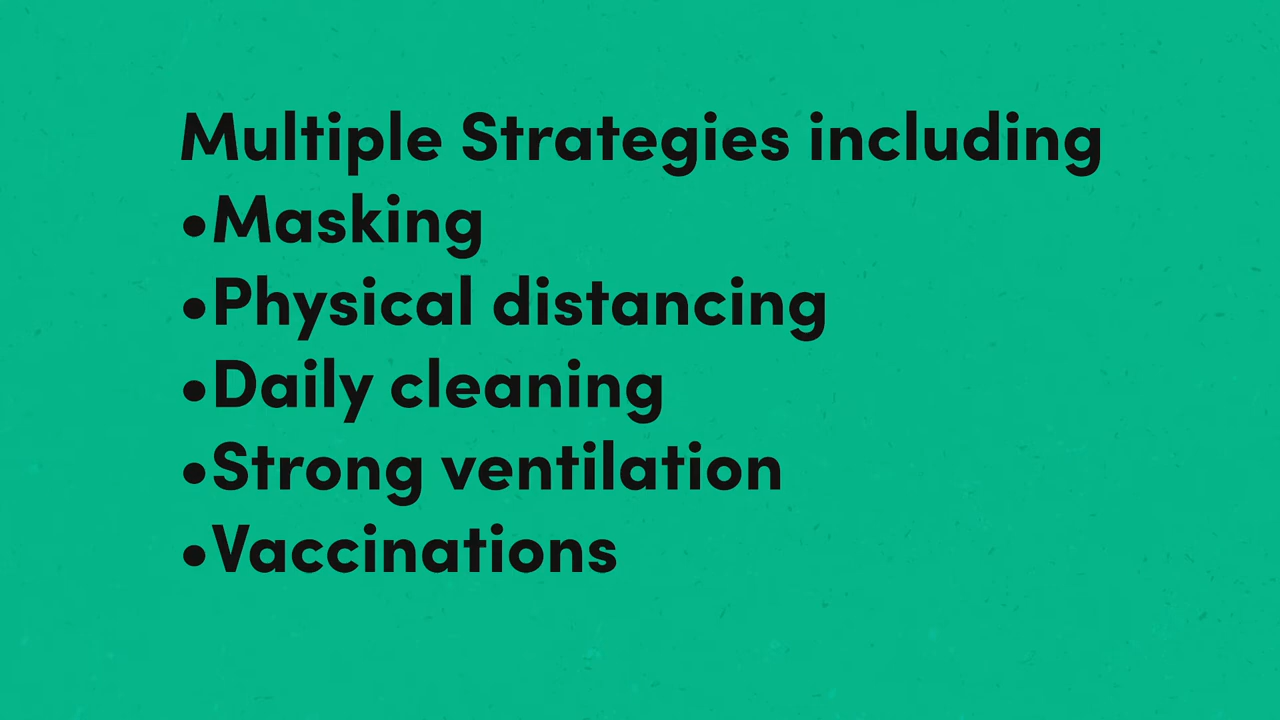 Multiple Strategies including
•Masking
•Physical distancing
•Daily cleaning
•Strong ventilation
•Vaccinations